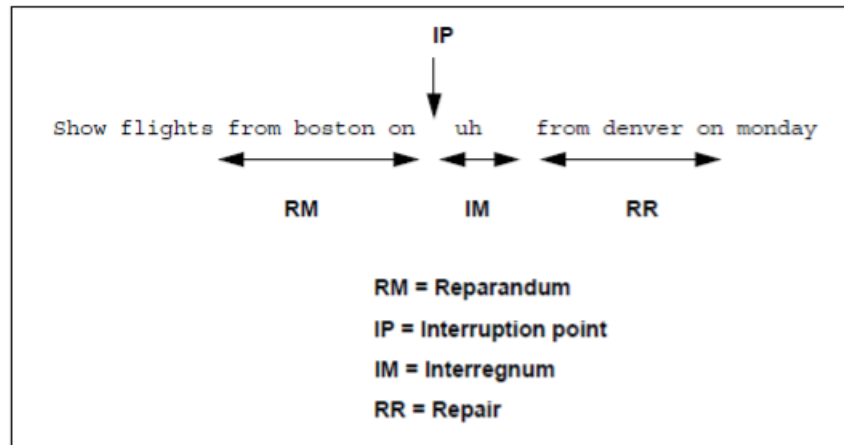 IP
Show flights from boston on uh from denver on monday
RM IM RR
RM = Reparandum
IP = Interruption point
IM = Interregnum
RR = Repair